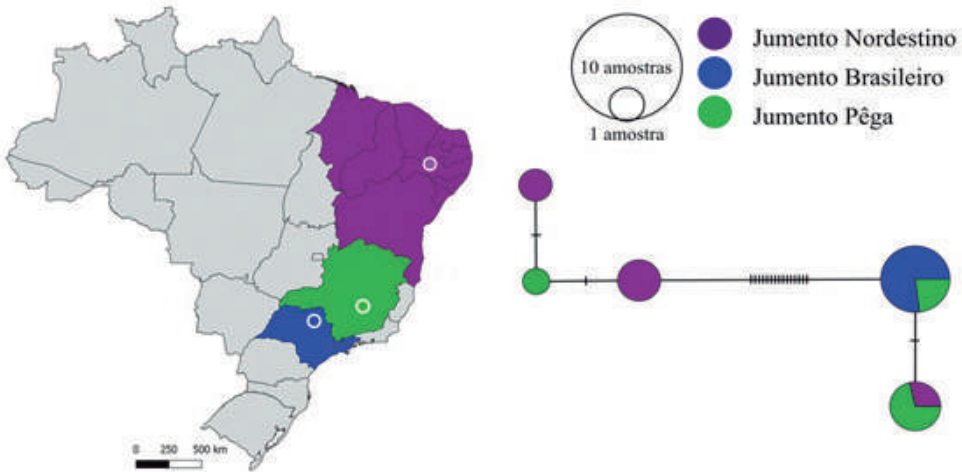 10 amostras
1 amostra
Jumento Nordestino
Jumento Brasileiro
Jumento Pêga
0 250 500 km